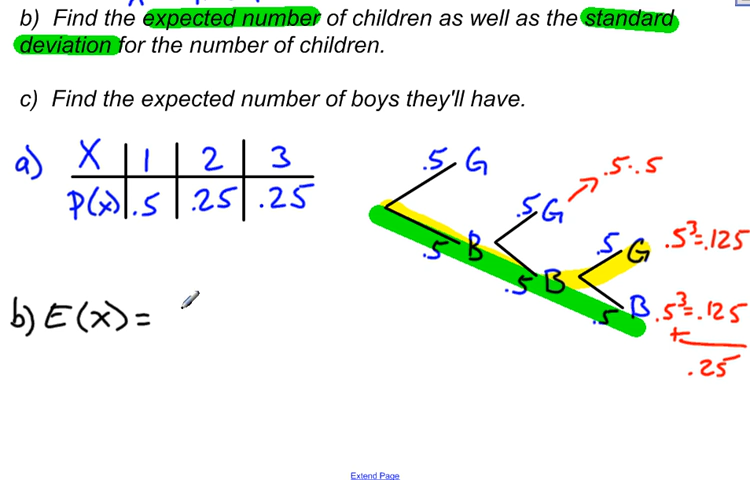 b) Find the expected number of children as well as the standard
deviation for the number of children.
c) Find the expected number of boys they'll have.
a) X 1 2 3
P(x) .5 .25 .25
.5 G
.5 B
.5 G .5·.5
.5 B
.5 G .5³=.125
.5 B .5³=.125
+
.25
b) E(x)=
Extend Page